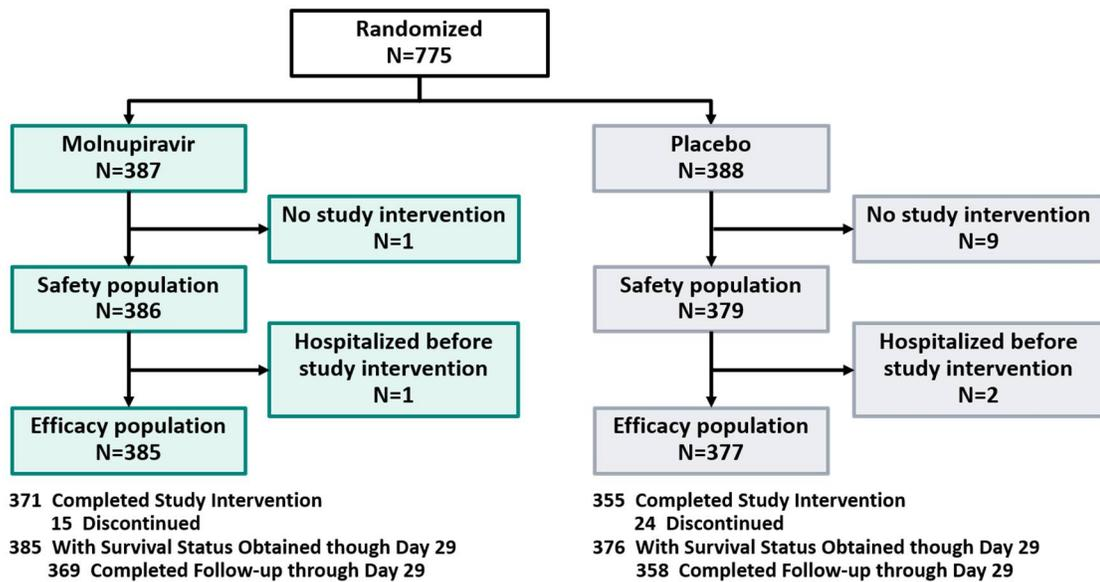 Randomized
N=775
Molnupiravir
N=387
Placebo
N=388
No study intervention
N=1
No study intervention
N=9
Safety population
N=386
Safety population
N=379
Hospitalized before
study intervention
N=1
Hospitalized before
study intervention
N=2
Efficacy population
N=385
Efficacy population
N=377
371 Completed Study Intervention
15 Discontinued
385 With Survival Status Obtained though Day 29
369 Completed Follow-up through Day 29
355 Completed Study Intervention
24 Discontinued
376 With Survival Status Obtained though Day 29
358 Completed Follow-up through Day 29